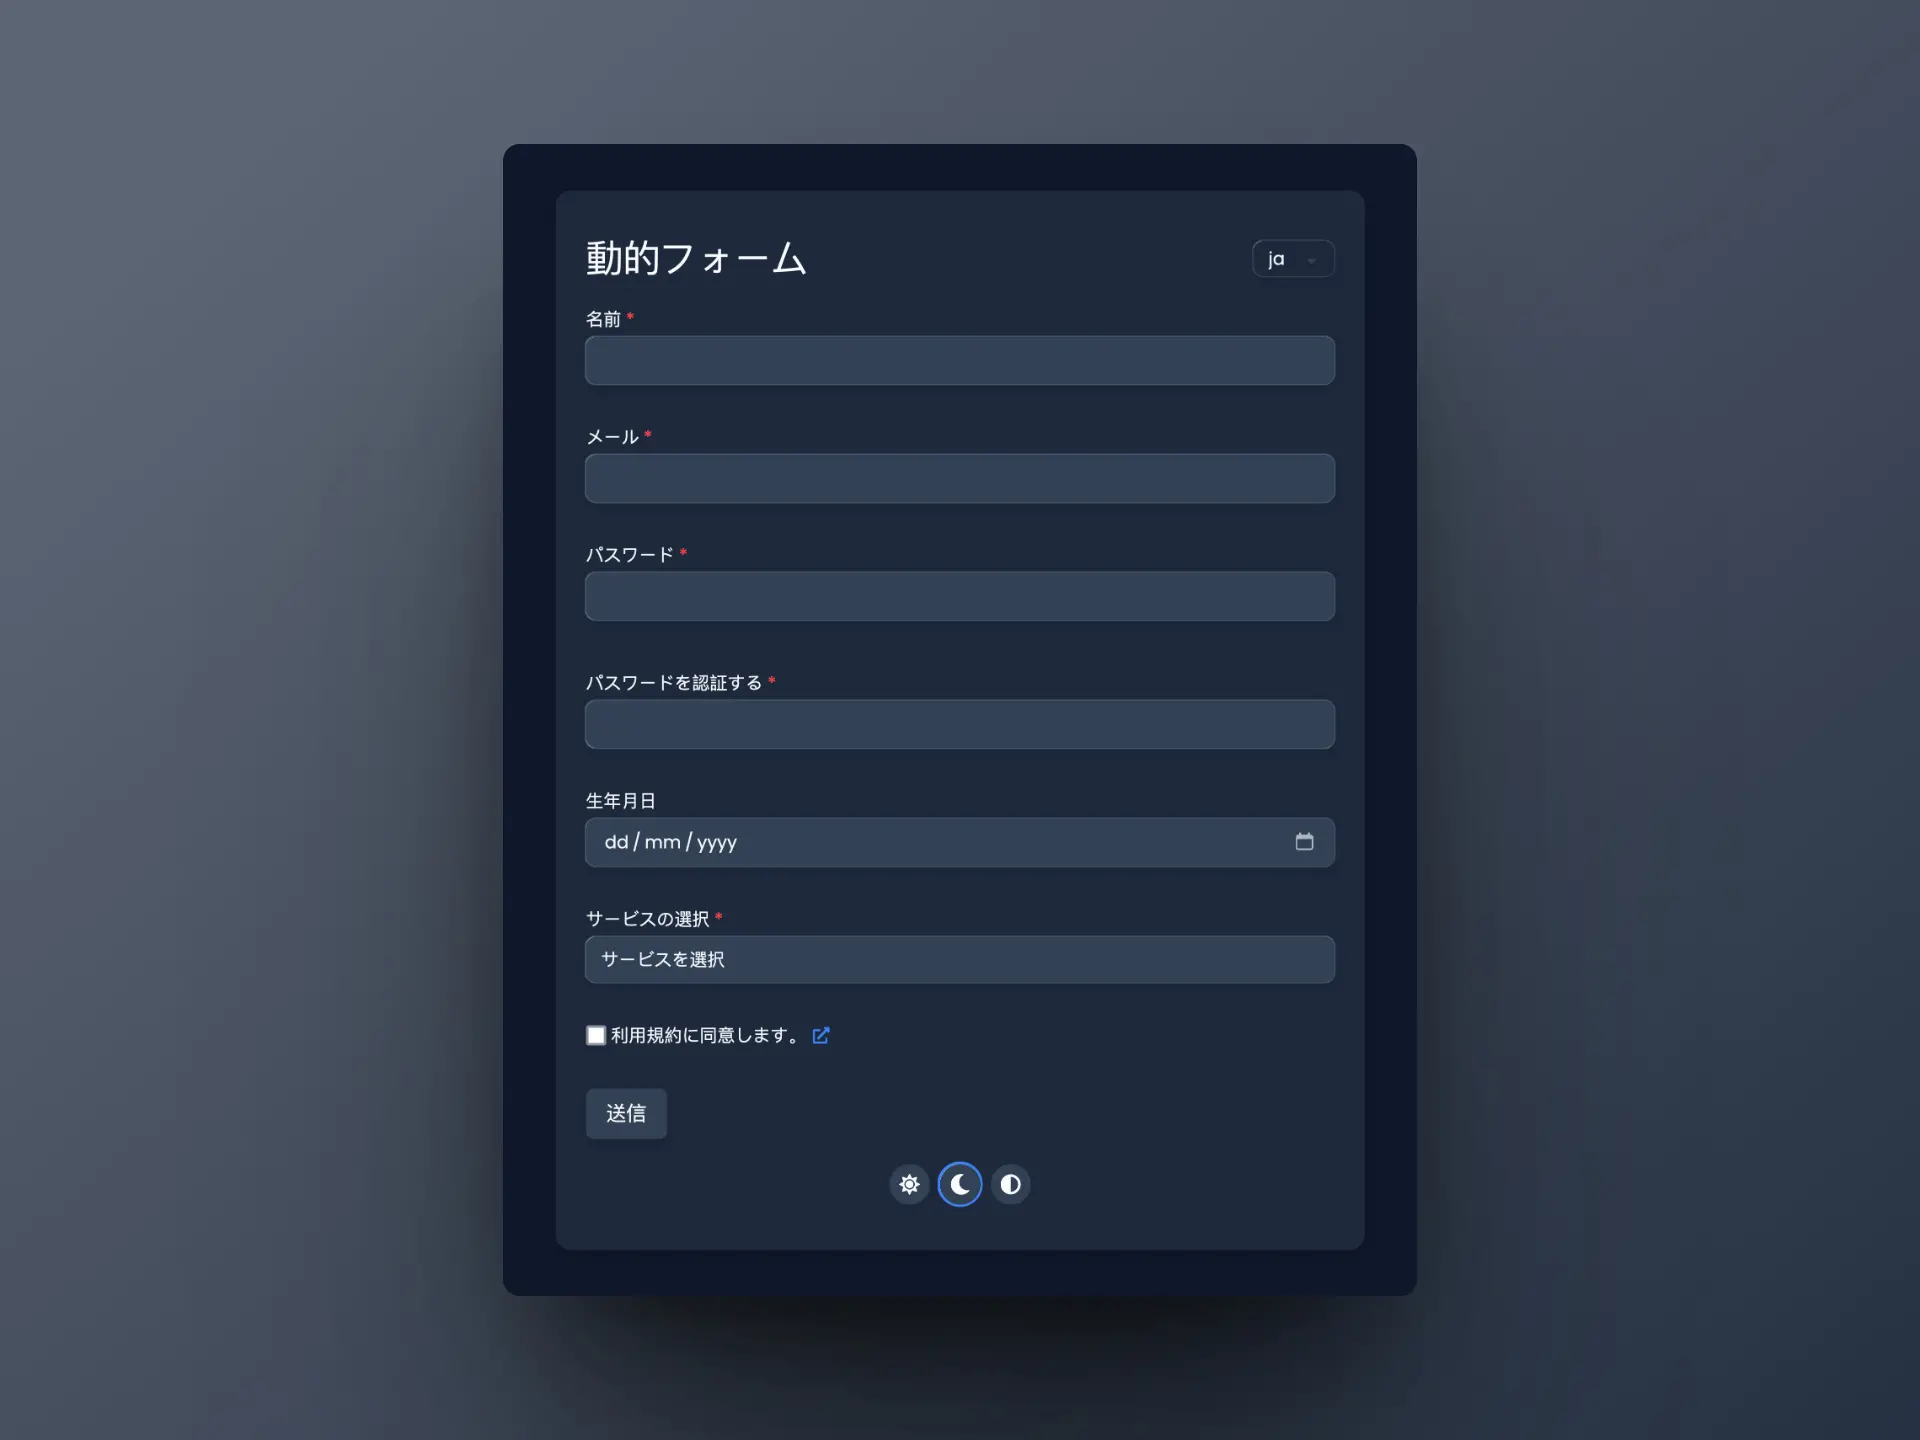 動的フォーム
ja
名前 *
メール *
パスワード *
パスワードを認証する *
生年月日
dd / mm / yyyy
サービスの選択 *
サービスを選択
利用規約に同意します。
送信